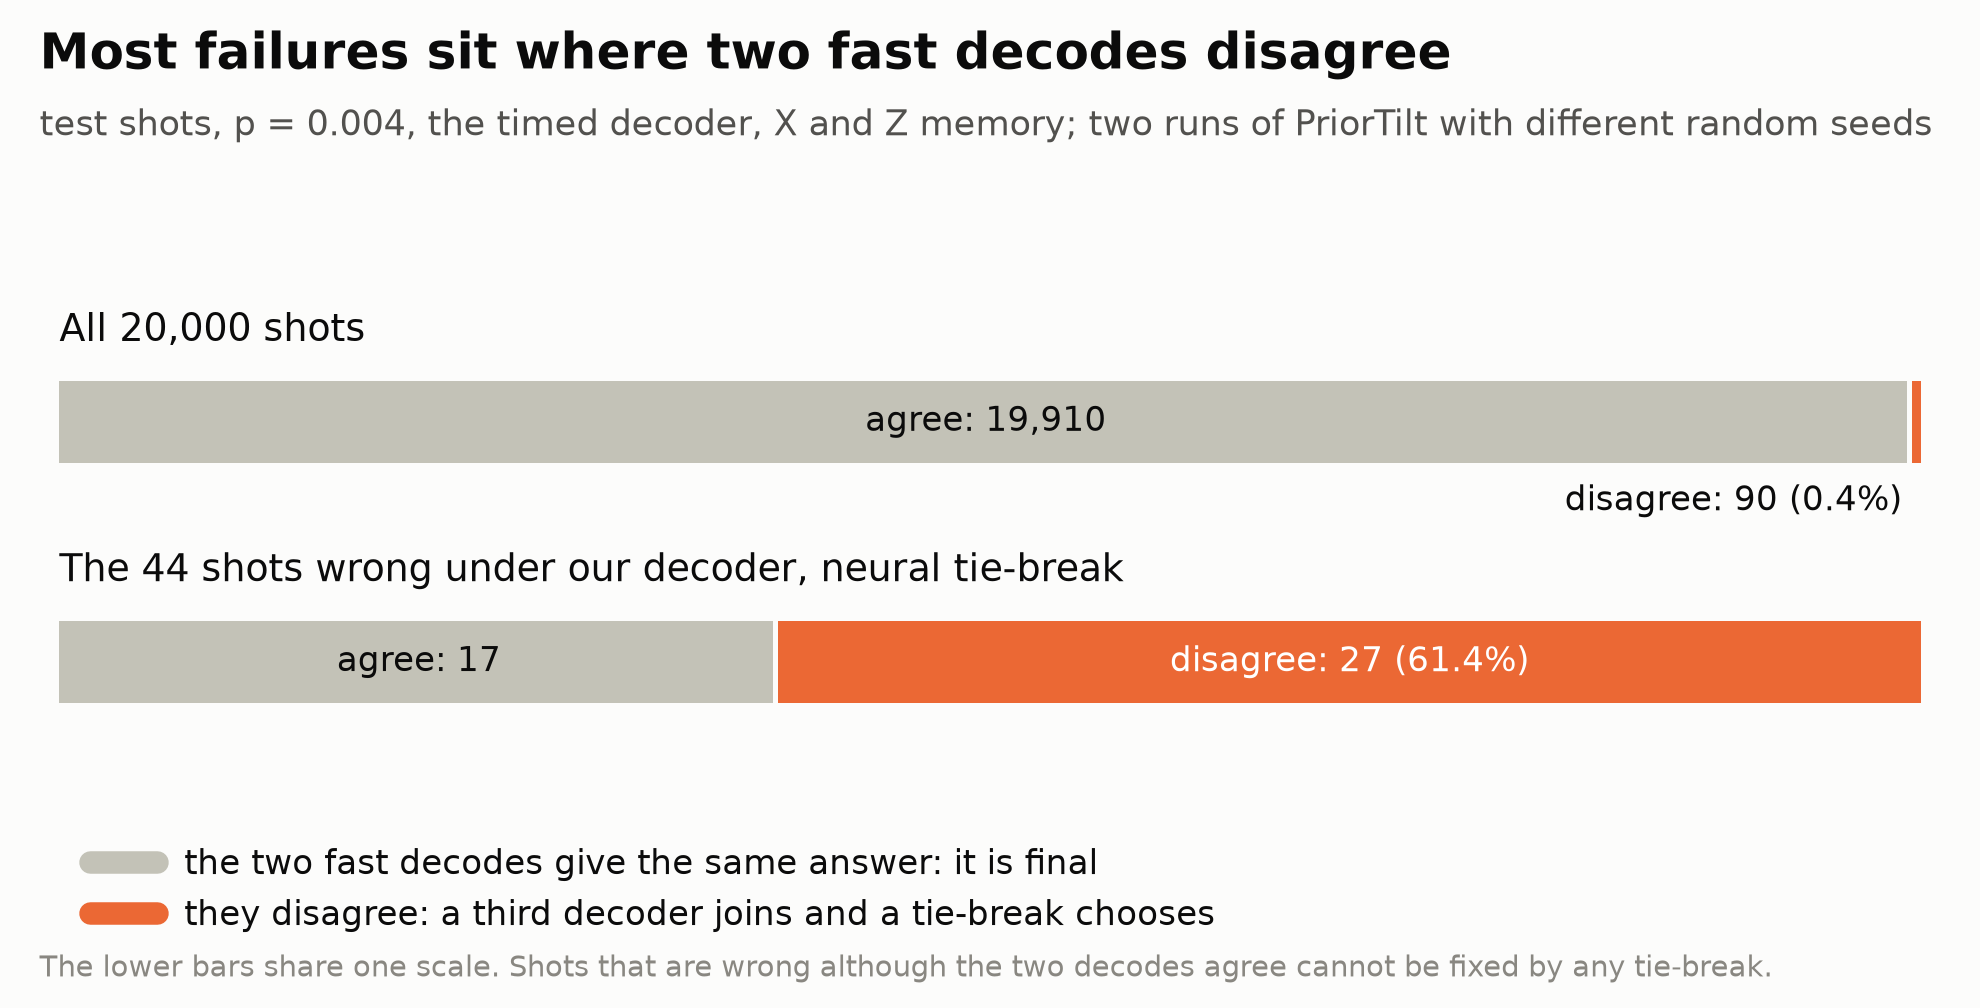 Most failures sit where two fast decodes disagree
test shots, p = 0.004, the timed decoder, X and Z memory; two runs of PriorTilt with different random seeds
All 20,000 shots
agree: 19,910
disagree: 90 (0.4%)
The 44 shots wrong under our decoder, neural tie-break
agree: 17
disagree: 27 (61.4%)
the two fast decodes give the same answer: it is final
they disagree: a third decoder joins and a tie-break chooses
The lower bars share one scale. Shots that are wrong although the two decodes agree cannot be fixed by any tie-break.